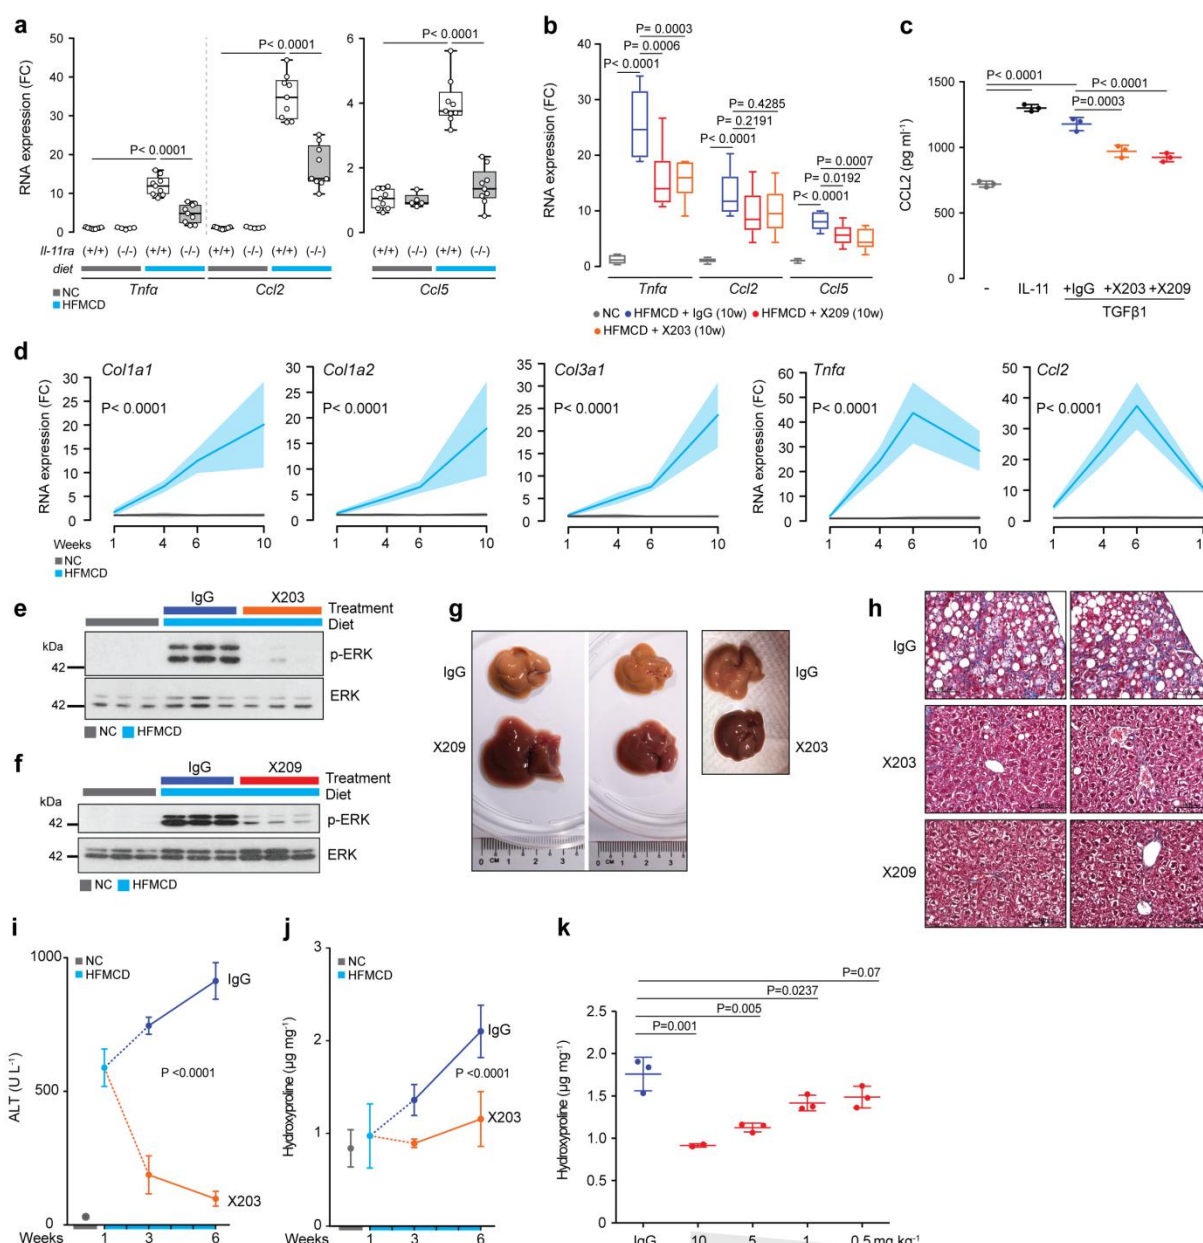 a
P< 0.0001
P< 0.0001
P< 0.0001
RNA expression (FC)
50
40
30
20
10
0
6
4
2
0
Il-11ra (+/+) (-/-) (+/+) (-/-) (+/+) (-/-) (+/+) (-/-) (+/+) (-/-) (+/+) (-/-)
diet
Tnfα Ccl2 Ccl5
NC
HFMCD
b
P= 0.0003
P= 0.0006
P< 0.0001
P= 0.4285
P= 0.2191
P< 0.0001
P= 0.0007
P= 0.0192
P< 0.0001
RNA expression (FC)
40
30
20
10
0
Tnfα Ccl2 Ccl5
NC HFMCD + IgG (10w) HFMCD + X209 (10w)
HFMCD + X203 (10w)
c
P< 0.0001
P< 0.0001
P=0.0003
CCL2 (pg ml⁻¹)
1500
1000
500
0
- IL-11 +IgG +X203 +X209
TGFβ1
d
RNA expression (FC)
Col1a1
P< 0.0001
30
25
20
15
10
5
0
1 4 6 10
Weeks
NC
HFMCD
Col1a2
P< 0.0001
30
25
20
15
10
5
0
1 4 6 10
Col3a1
P< 0.0001
35
30
25
20
15
10
5
0
1 4 6 10
RNA expression (FC)
Tnfα
P< 0.0001
60
50
40
30
20
10
0
1 4 6 10
Ccl2
P< 0.0001
50
40
30
20
10
0
1 4 6 1
e
IgG X203
Treatment
Diet
kDa
42
p-ERK
42
ERK
NC HFMCD
f
IgG X209
Treatment
Diet
kDa
42
p-ERK
42
ERK
NC HFMCD
g
IgG
X209
IgG
X203
0 CM 1 2 3
0 CM 1 2 3
h
IgG
X203
X209
i
NC
HFMCD
ALT (U L⁻¹)
1000
500
0
IgG
P <0.0001
X203
Weeks 1 3 6
j
NC
HFMCD
Hydroxyproline (µg mg⁻¹)
3
2
1
0
IgG
P <0.0001
X203
Weeks 1 3 6
k
P=0.07
P=0.0237
P=0.005
P=0.001
Hydroxyproline (µg mg⁻¹)
2.0
1.5
1.0
0.5
0
IgG 10 5 1 0.5 mg kg⁻¹